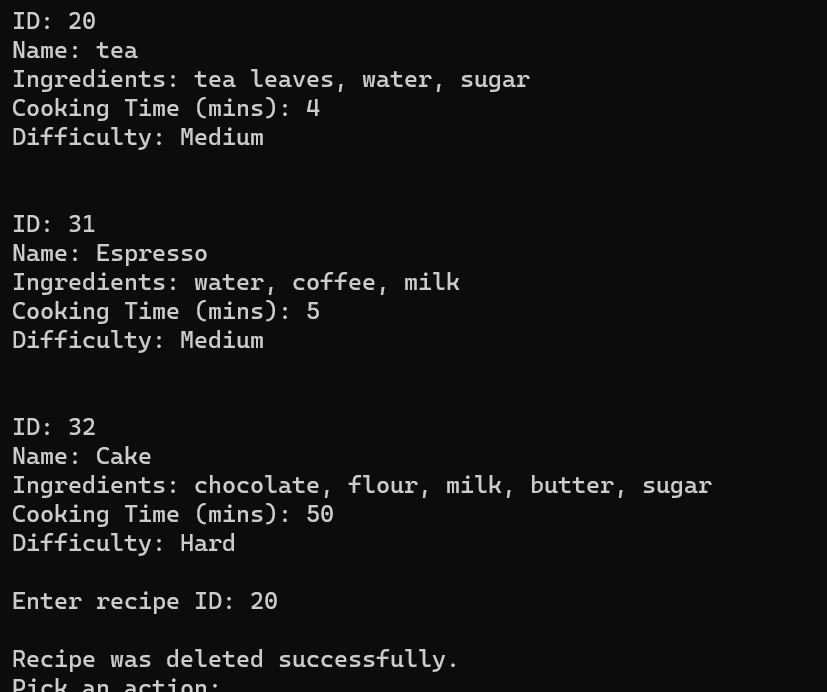 ID: 20
Name: tea
Ingredients: tea leaves, water, sugar
Cooking Time (mins): 4
Difficulty: Medium
ID: 31
Name: Espresso
Ingredients: water, coffee, milk
Cooking Time (mins): 5
Difficulty: Medium
ID: 32
Name: Cake
Ingredients: chocolate, flour, milk, butter, sugar
Cooking Time (mins): 50
Difficulty: Hard
Enter recipe ID: 20
Recipe was deleted successfully.
Pick an action: